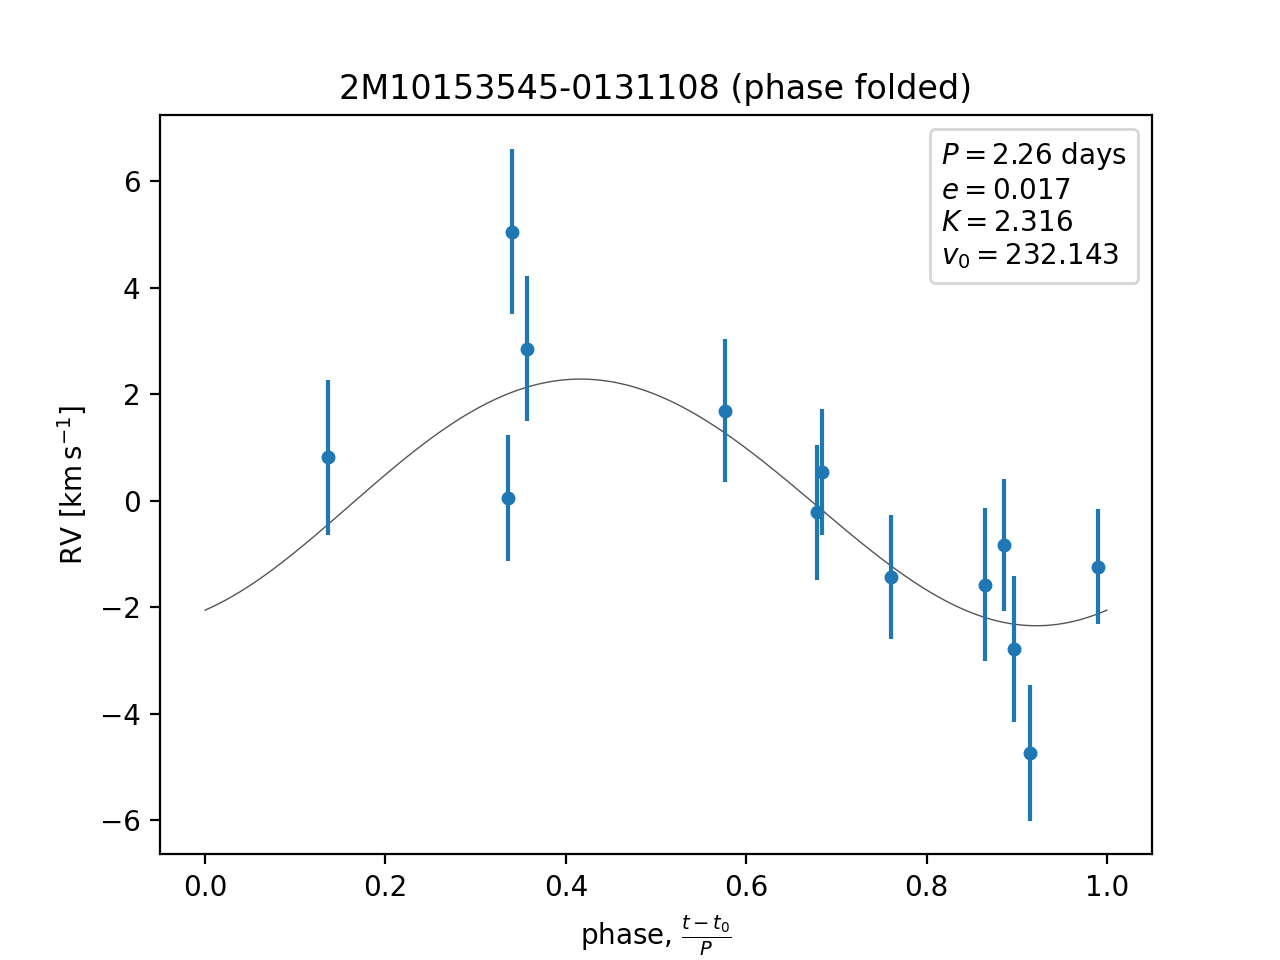 2M10153545-0131108 (phase folded)
P = 2.26 days
e = 0.017
K = 2.316
v₀ = 232.143
6
4
2
0
−2
−4
−6
RV [km s⁻¹]
0.0 0.2 0.4 0.6 0.8 1.0
phase, (t − t₀)/P